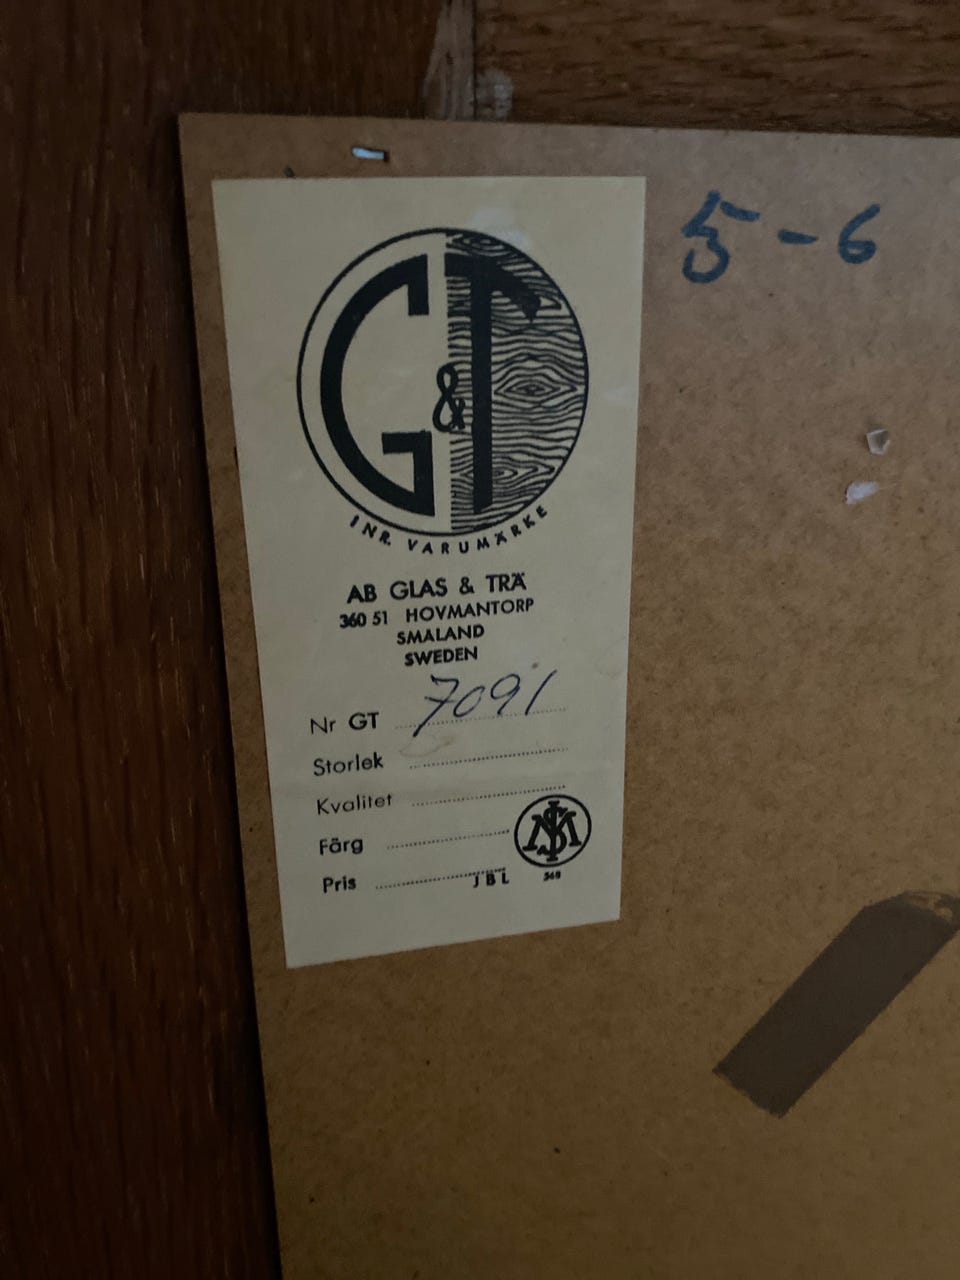 5-6
G&T
INR. VARUMÄRKE
AB GLAS & TRÄ
360 51 HOVMANTORP
SMALAND
SWEDEN
Nr GT 7091
Storlek
Kvalitet
Färg
Pris
JBL